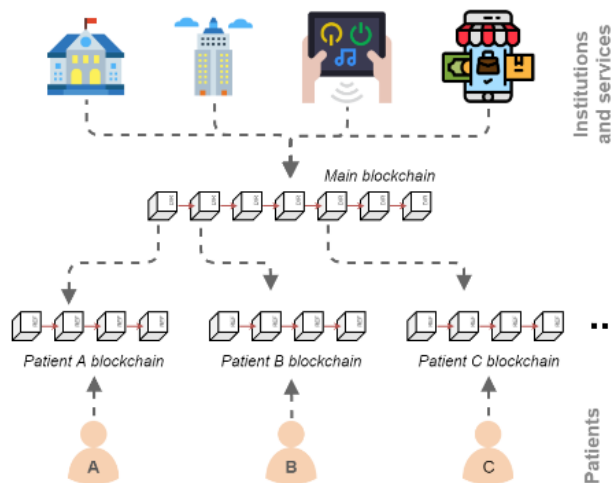 Institutions
and services
Main blockchain
Patient A blockchain
Patient B blockchain
Patient C blockchain
..
A
B
C
Patients